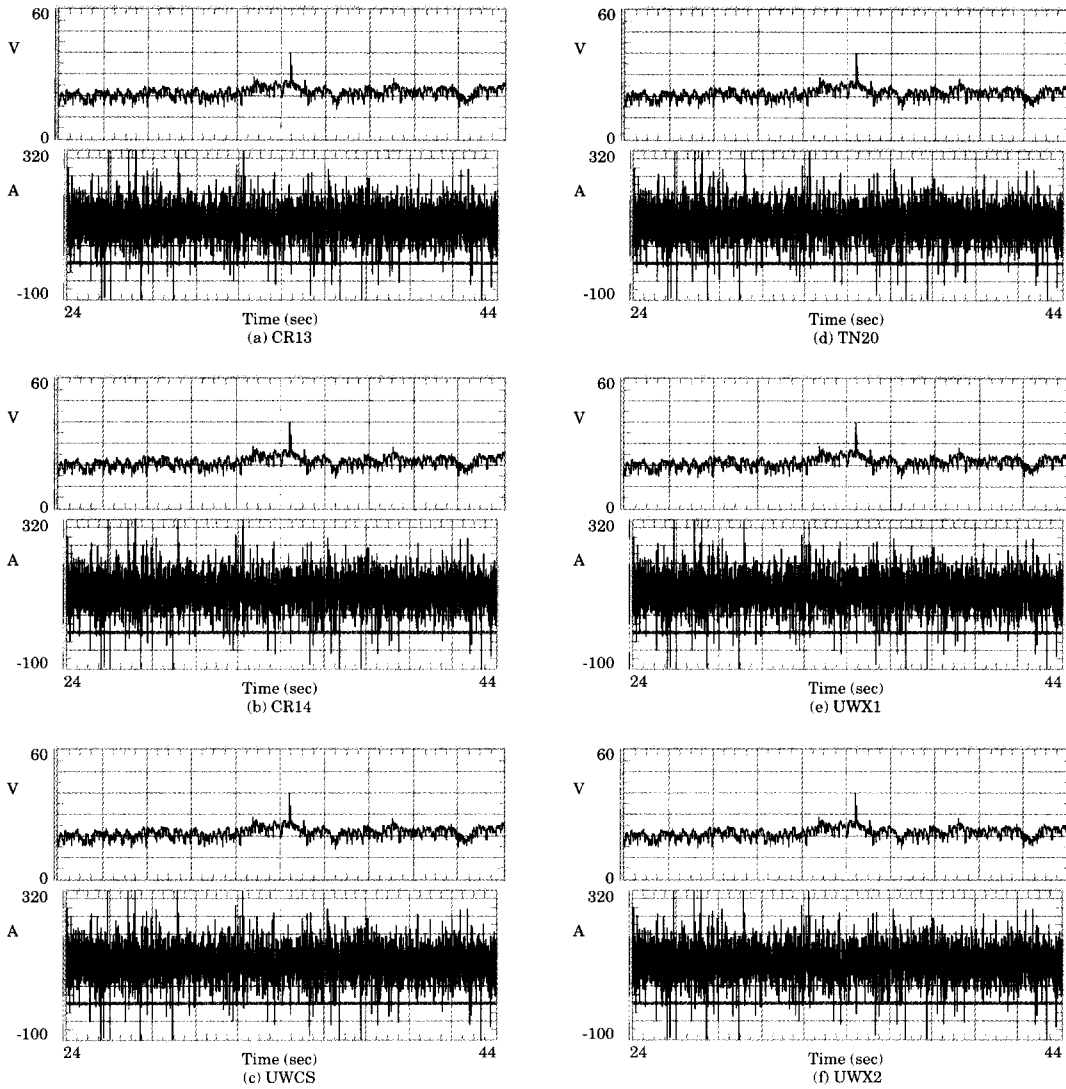 60
V
0
320
A
-100
24 44
Time (sec)
(a) CR13
60
V
0
320
A
-100
24 44
Time (sec)
(d) TN20
60
V
0
320
A
-100
24 44
Time (sec)
(b) CR14
60
V
0
320
A
-100
24 44
Time (sec)
(e) UWX1
60
V
0
320
A
-100
24 44
Time (sec)
(c) UWCS
60
V
0
320
A
-100
24 44
Time (sec)
(f) UWX2